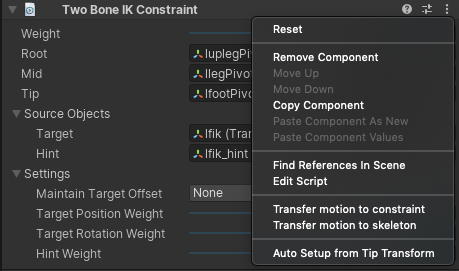 Two Bone IK Constraint
Weight
Root luplegPi
Mid llegPivot
Tip lfootPivo
Source Objects
Target lfik (Tran
Hint lfik_hint
Settings
Maintain Target Offset None
Target Position Weight
Target Rotation Weight
Hint Weight
Reset
Remove Component
Move Up
Move Down
Copy Component
Paste Component As New
Paste Component Values
Find References In Scene
Edit Script
Transfer motion to constraint
Transfer motion to skeleton
Auto Setup from Tip Transform